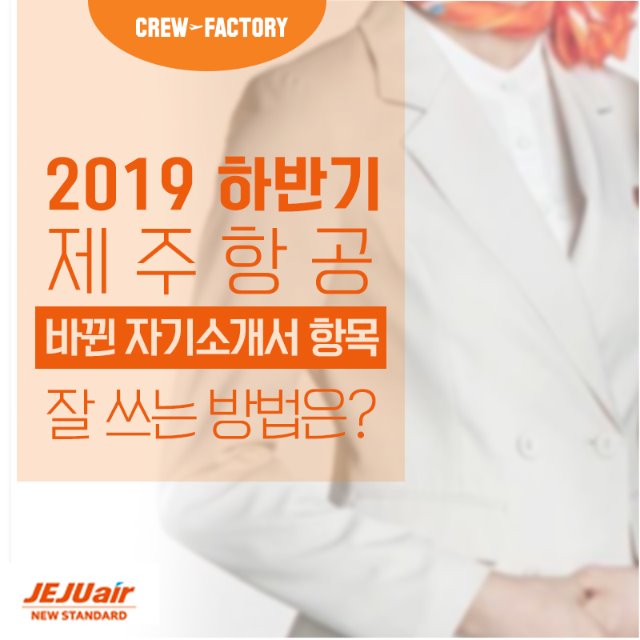 CREW FACTORY
2019 하반기
제주항공
바뀐 자기소개서 항목
잘 쓰는 방법은?
JEJUair
NEW STANDARD